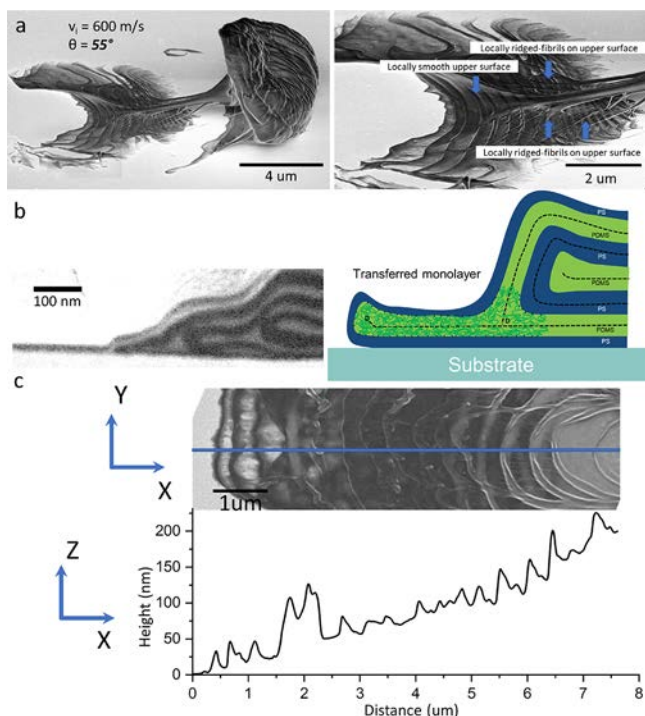 a
vᵢ = 600 m/s
θ = 55°
4 um
Locally ridged-fibrils on upper surface
Locally smooth upper surface
Locally ridged-fibrils on upper surface
2 um
b
100 nm
Transferred monolayer
PS
PDMS
PS
PDMS
PS
PDMS
PS
Substrate
c
Y
X
1um
Z
X
Height (nm)
200
150
100
50
0
0 1 2 3 4 5 6 7 8
Distance (um)